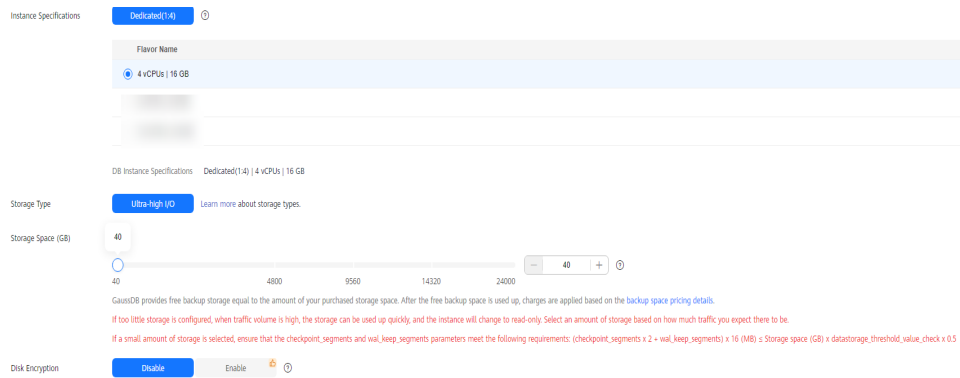 Instance Specifications Dedicated(1:4) ?
Flavor Name
4 vCPUs | 16 GB
DB Instance Specifications Dedicated(1:4) | 4 vCPUs | 16 GB
Storage Type Ultra-high I/O Learn more about storage types.
40
Storage Space (GB)
— 40 + ?
40 4800 9560 14320 24000
GaussDB provides free backup storage equal to the amount of your purchased storage space. After the free backup space is used up, charges are applied based on the backup space pricing details.
If too little storage is configured, when traffic volume is high, the storage can be used up quickly, and the instance will change to read-only. Select an amount of storage based on how much traffic you expect there to be.
If a small amount of storage is selected, ensure that the checkpoint_segments and wal_keep_segments parameters meet the following requirements: (checkpoint_segments x 2 + wal_keep_segments) x 16 (MB) ≤ Storage space (GB) x datastorage_threshold_value_check x 0.5
Disk Encryption Disable Enable ?